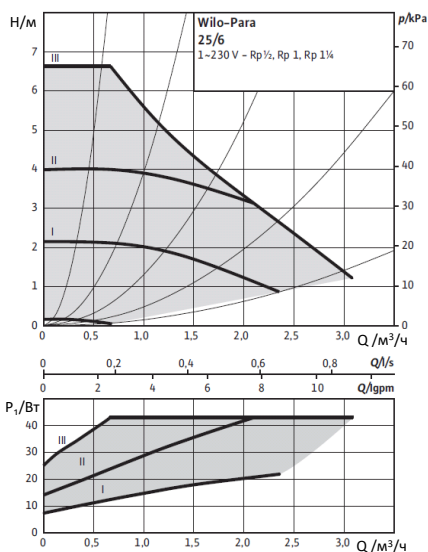 H/м
Wilo-Para
25/6
1~230 V – Rp½, Rp 1, Rp 1¼
p/kPa
7
6
5
4
3
2
1
0
70
60
50
40
30
20
10
0
III
II
I
0 0,5 1,0 1,5 2,0 2,5 3,0
Q /м³/ч
0 0,2 0,4 0,6 0,8 Q/l/s
0 2 4 6 8 10 Q/Igpm
P₁/Вт
40
30
20
10
0
III
II
I
0 0,5 1,0 1,5 2,0 2,5 3,0 Q /м³/ч